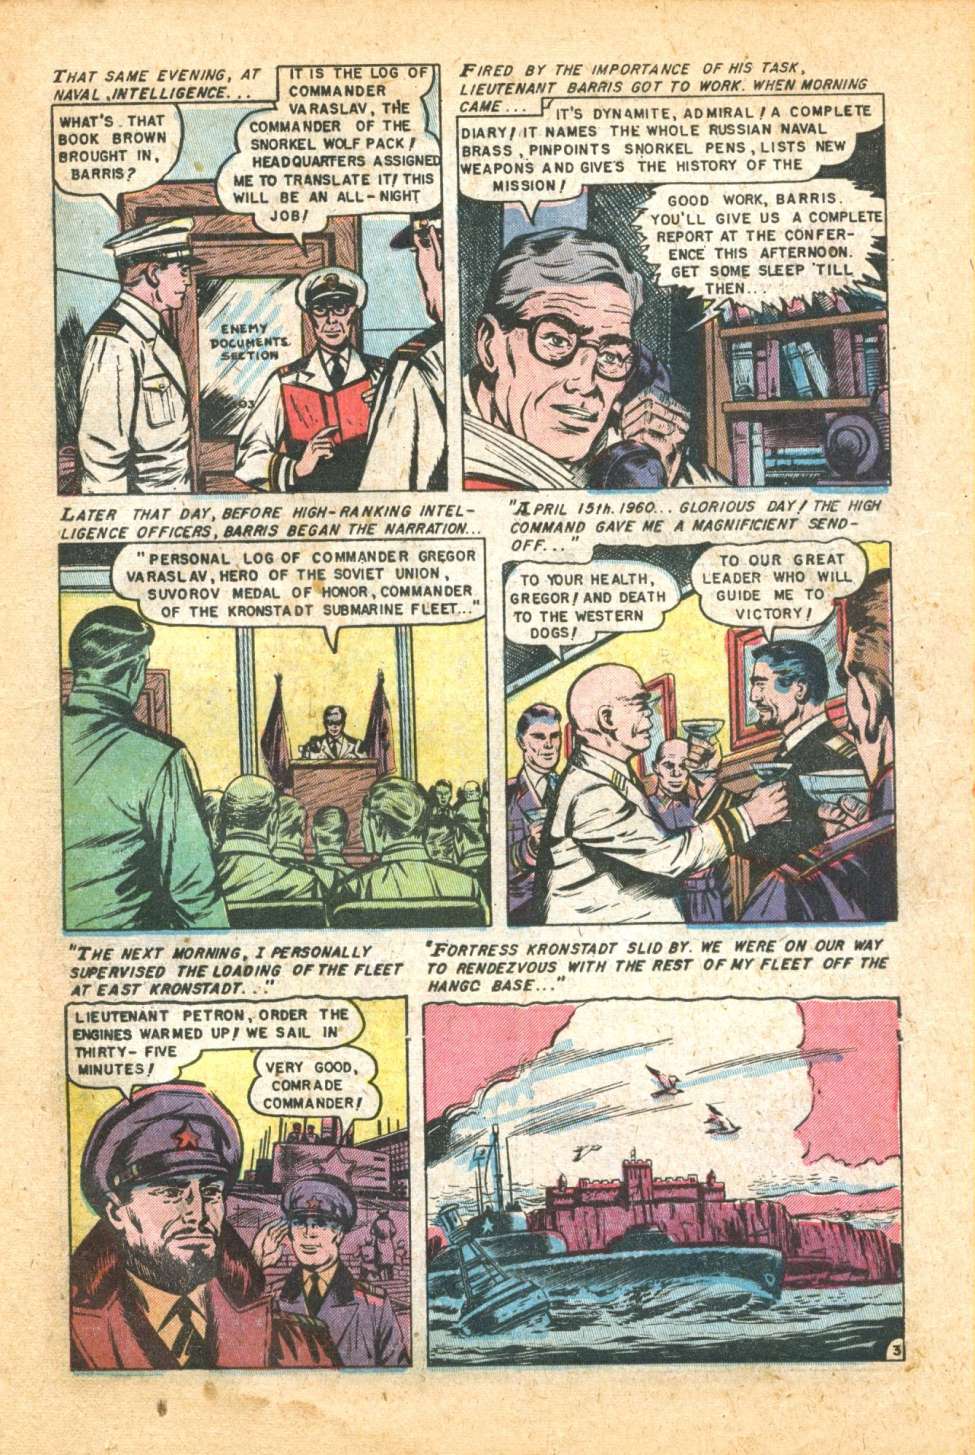 THAT SAME EVENING, AT
NAVAL INTELLIGENCE...
WHAT'S THAT
BOOK BROWN
BROUGHT IN,
BARRIS?
IT IS THE LOG OF
COMMANDER
VARASLAV, THE
COMMANDER OF THE
SNORKEL WOLF PACK!
HEADQUARTERS ASSIGNED
ME TO TRANSLATE IT! THIS
WILL BE AN ALL-NIGHT
JOB!
ENEMY
DOCUMENTS
SECTION
03
FIRED BY THE IMPORTANCE OF HIS TASK,
LIEUTENANT BARRIS GOT TO WORK. WHEN MORNING
CAME...
IT'S DYNAMITE, ADMIRAL! A COMPLETE
DIARY! IT NAMES THE WHOLE RUSSIAN NAVAL
BRASS, PINPOINTS SNORKEL PENS, LISTS NEW
WEAPONS AND GIVES THE HISTORY OF THE
MISSION!
GOOD WORK, BARRIS.
YOU'LL GIVE US A COMPLETE
REPORT AT THE CONFER-
ENCE THIS AFTERNOON.
GET SOME SLEEP 'TILL
THEN...
LATER THAT DAY, BEFORE HIGH-RANKING INTEL-
LIGENCE OFFICERS, BARRIS BEGAN THE NARRATION...
"PERSONAL LOG OF COMMANDER GREGOR
VARASLAV, HERO OF THE SOVIET UNION,
SUVOROV MEDAL OF HONOR, COMMANDER
OF THE KRONSTADT SUBMARINE FLEET..."
"APRIL 15th. 1960... GLORIOUS DAY! THE HIGH
COMMAND GAVE ME A MAGNIFICIENT SEND-
OFF..."
TO YOUR HEALTH,
GREGOR! AND DEATH
TO THE WESTERN
DOGS!
TO OUR GREAT
LEADER WHO WILL
GUIDE ME TO
VICTORY!
"THE NEXT MORNING, I PERSONALLY
SUPERVISED THE LOADING OF THE FLEET
AT EAST KRONSTADT..."
LIEUTENANT PETRON, ORDER THE
ENGINES WARMED UP! WE SAIL IN
THIRTY-FIVE
MINUTES!
VERY GOOD,
COMRADE
COMMANDER!
"FORTRESS KRONSTADT SLID BY. WE WERE ON OUR WAY
TO RENDEZVOUS WITH THE REST OF MY FLEET OFF THE
HANGC BASE..."
3